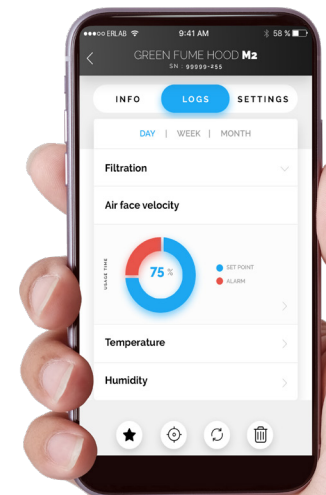 ●●●○○ ERLAB 9:41 AM 58 %
GREEN FUME HOOD M2
SN | 99999-255
INFO LOGS SETTINGS
DAY | WEEK | MONTH
Filtration
Air face velocity
USAGE TIME
75 %
SET POINT
ALARM
Temperature
Humidity